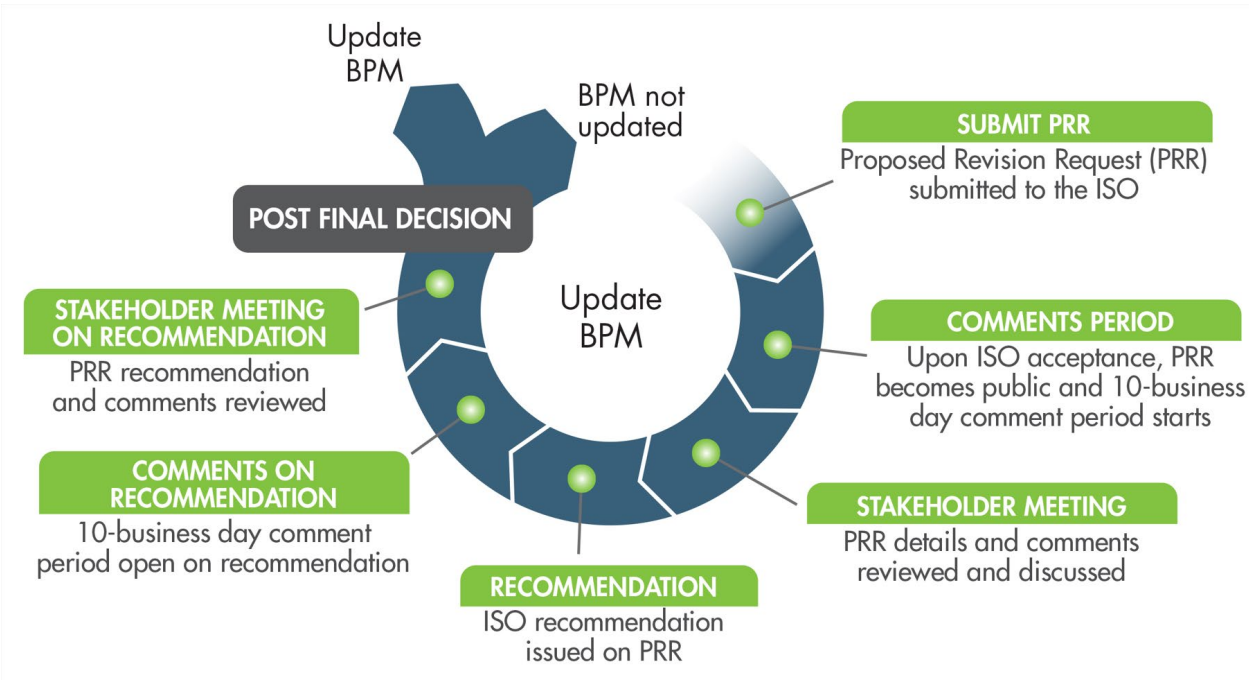 Update
BPM
BPM not
updated
SUBMIT PRR
Proposed Revision Request (PRR)
submitted to the ISO
COMMENTS PERIOD
Upon ISO acceptance, PRR
becomes public and 10-business
day comment period starts
STAKEHOLDER MEETING
PRR details and comments
reviewed and discussed
RECOMMENDATION
ISO recommendation
issued on PRR
COMMENTS ON
RECOMMENDATION
10-business day comment
period open on recommendation
STAKEHOLDER MEETING
ON RECOMMENDATION
PRR recommendation
and comments reviewed
POST FINAL DECISION
Update
BPM